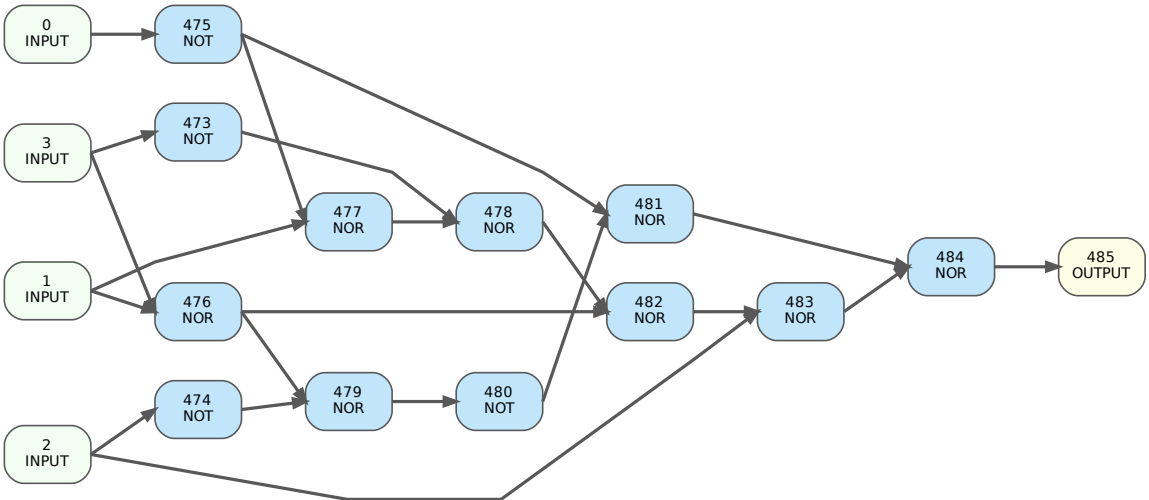 0
INPUT
475
NOT
3
INPUT
473
NOT
477
NOR
478
NOR
481
NOR
484
NOR
485
OUTPUT
1
INPUT
476
NOR
482
NOR
483
NOR
474
NOT
479
NOR
480
NOT
2
INPUT